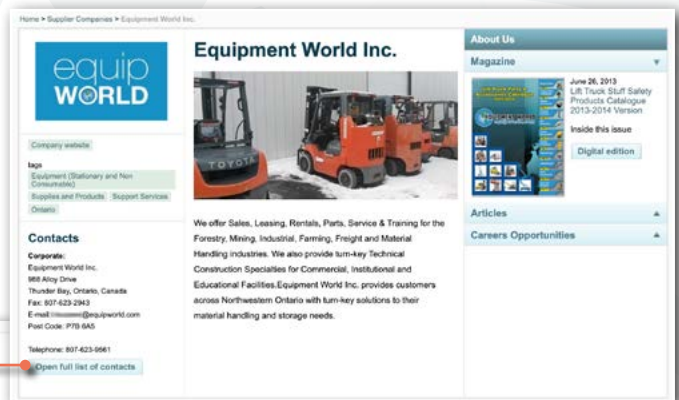 Home > Supplier Companies > Equipment World Inc.
equip
WORLD
Company website
tags
Equipment (Stationary and Non
Consumable)
Supplies and Products Support Services
Ontario
Contacts
Corporate:
Equipment World Inc.
988 Alloy Drive
Thunder Bay, Ontario, Canada
Fax: 807-623-2943
E-mail: @equipworld.com
Post Code: P7B 6A5
Telephone: 807-623-9561
Open full list of contacts
Equipment World Inc.
TOYOTA
We offer Sales, Leasing, Rentals, Parts, Service & Training for the
Forestry, Mining, Industrial, Farming, Freight and Material
Handling industries. We also provide turn-key Technical
Construction Specialties for Commercial, Institutional and
Educational Facilities.Equipment World Inc. provides customers
across Northwestern Ontario with turn-key solutions to their
material handling and storage needs.
About Us
Magazine
June 26, 2013
Lift Truck Stuff Safety
Products Catalogue
2013-2014 Version
Inside this issue
Digital edition
Articles
Careers Opportunities